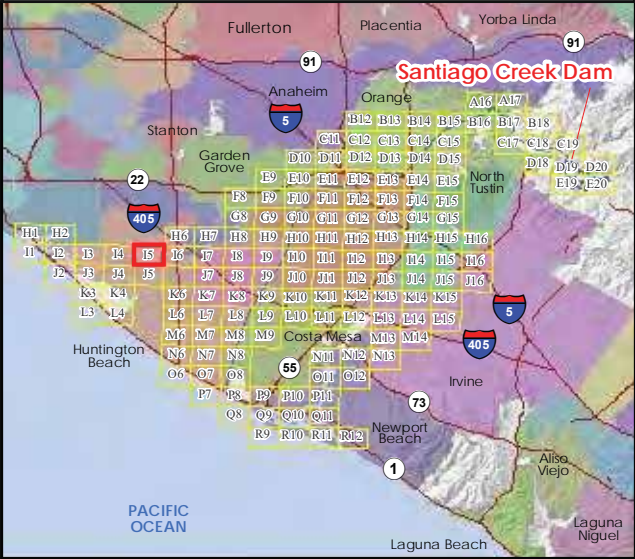 Fullerton
Placentia
Yorba Linda
91
91
Santiago Creek Dam
Anaheim
Orange
A16 A17
5
B12 B13 B14 B15 B16 B17 B18
Stanton
C11 C12 C13 C14 C15 C17 C18 C19
Garden
Grove
D10 D11 D12 D13 D14 D15 D18 D19 D20
North
Tustin
E9 E10 E11 E12 E13 E14 E15 E19 E20
22
F8 F9 F10 F11 F12 F13 F14 F15
405
G8 G9 G10 G11 G12 G13 G14 G15
H1 H2 H6 H7 H8 H9 H10 H11 H12 H13 H14 H15 H16
I1 I2 I3 I4 I5 I6 I7 I8 I9 I10 I11 I12 I13 I14 I15 I16
J2 J3 J4 J5 J7 J8 J9 J10 J11 J12 J13 J14 J15 J16
K3 K4 K6 K7 K8 K9 K10 K11 K12 K13 K14 K15
5
L3 L4 L6 L7 L8 L9 L10 L11 L12 L13 L14 L15
M6 M7 M8 M9 Costa Mesa M13 M14
405
Huntington
Beach
N6 N7 N8 N11 N12 N13
55
O6 O7 O8 O11 O12
Irvine
P7 P8 P9 P10 P11
73
Q8 Q9 Q10 Q11
Newport
Beach
R9 R10 R11 R12
1
Aliso
Viejo
PACIFIC
OCEAN
Laguna
Niguel
Laguna Beach